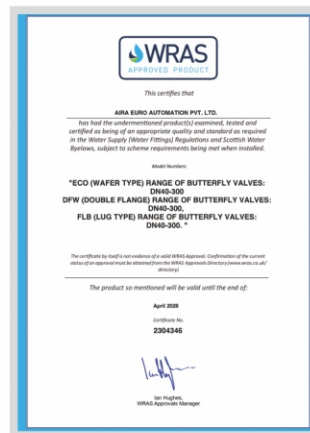 WRAS
APPROVED PRODUCT
This certifies that
AIRA EURO AUTOMATION PVT. LTD.
has had the undermentioned product(s) examined, tested and
certified as being of an appropriate quality and standard as required
in the Water Supply (Water Fittings) Regulations and Scottish Water
Byelaws, subject to scheme requirements being met when installed.
Model Numbers
"ECO (WAFER TYPE) RANGE OF BUTTERFLY VALVES:
DN40-300
DFW (DOUBLE FLANGE) RANGE OF BUTTERFLY VALVES:
DN40-300,
FLB (LUG TYPE) RANGE OF BUTTERFLY VALVES:
DN40-300. "
The certificate by itself is not evidence of a valid WRAS Approval. Confirmation of the current
status of an approval must be obtained from the WRAS Approvals Directory (www.wras.co.uk/
directory)
The product so mentioned will be valid until the end of:
April 2028
Certificate No.
2304346
Ian Hughes,
WRAS Approvals Manager